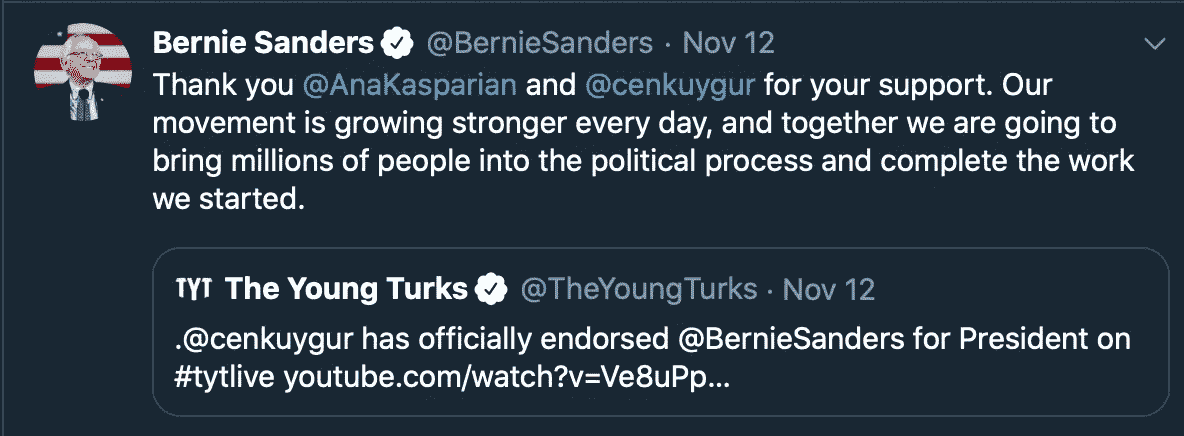 Bernie Sanders @BernieSanders · Nov 12
Thank you @AnaKasparian and @cenkuygur for your support. Our
movement is growing stronger every day, and together we are going to
bring millions of people into the political process and complete the work
we started.
TYT The Young Turks @TheYoungTurks · Nov 12
.@cenkuygur has officially endorsed @BernieSanders for President on
#tytlive youtube.com/watch?v=Ve8uPp...